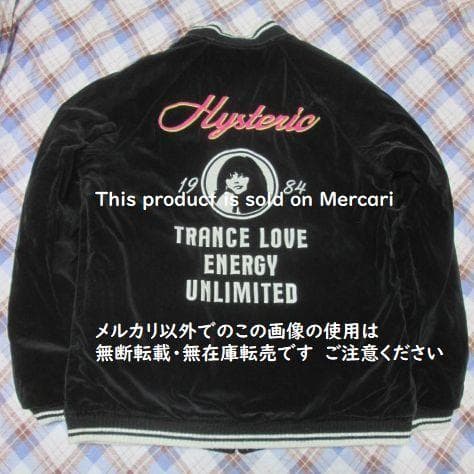 Hysteric
1984
This product is sold on Mercari
TRANCE LOVE
ENERGY
UNLIMITED
メルカリ以外でのこの画像の使用は
無断転載・無在庫転売です ご注意ください